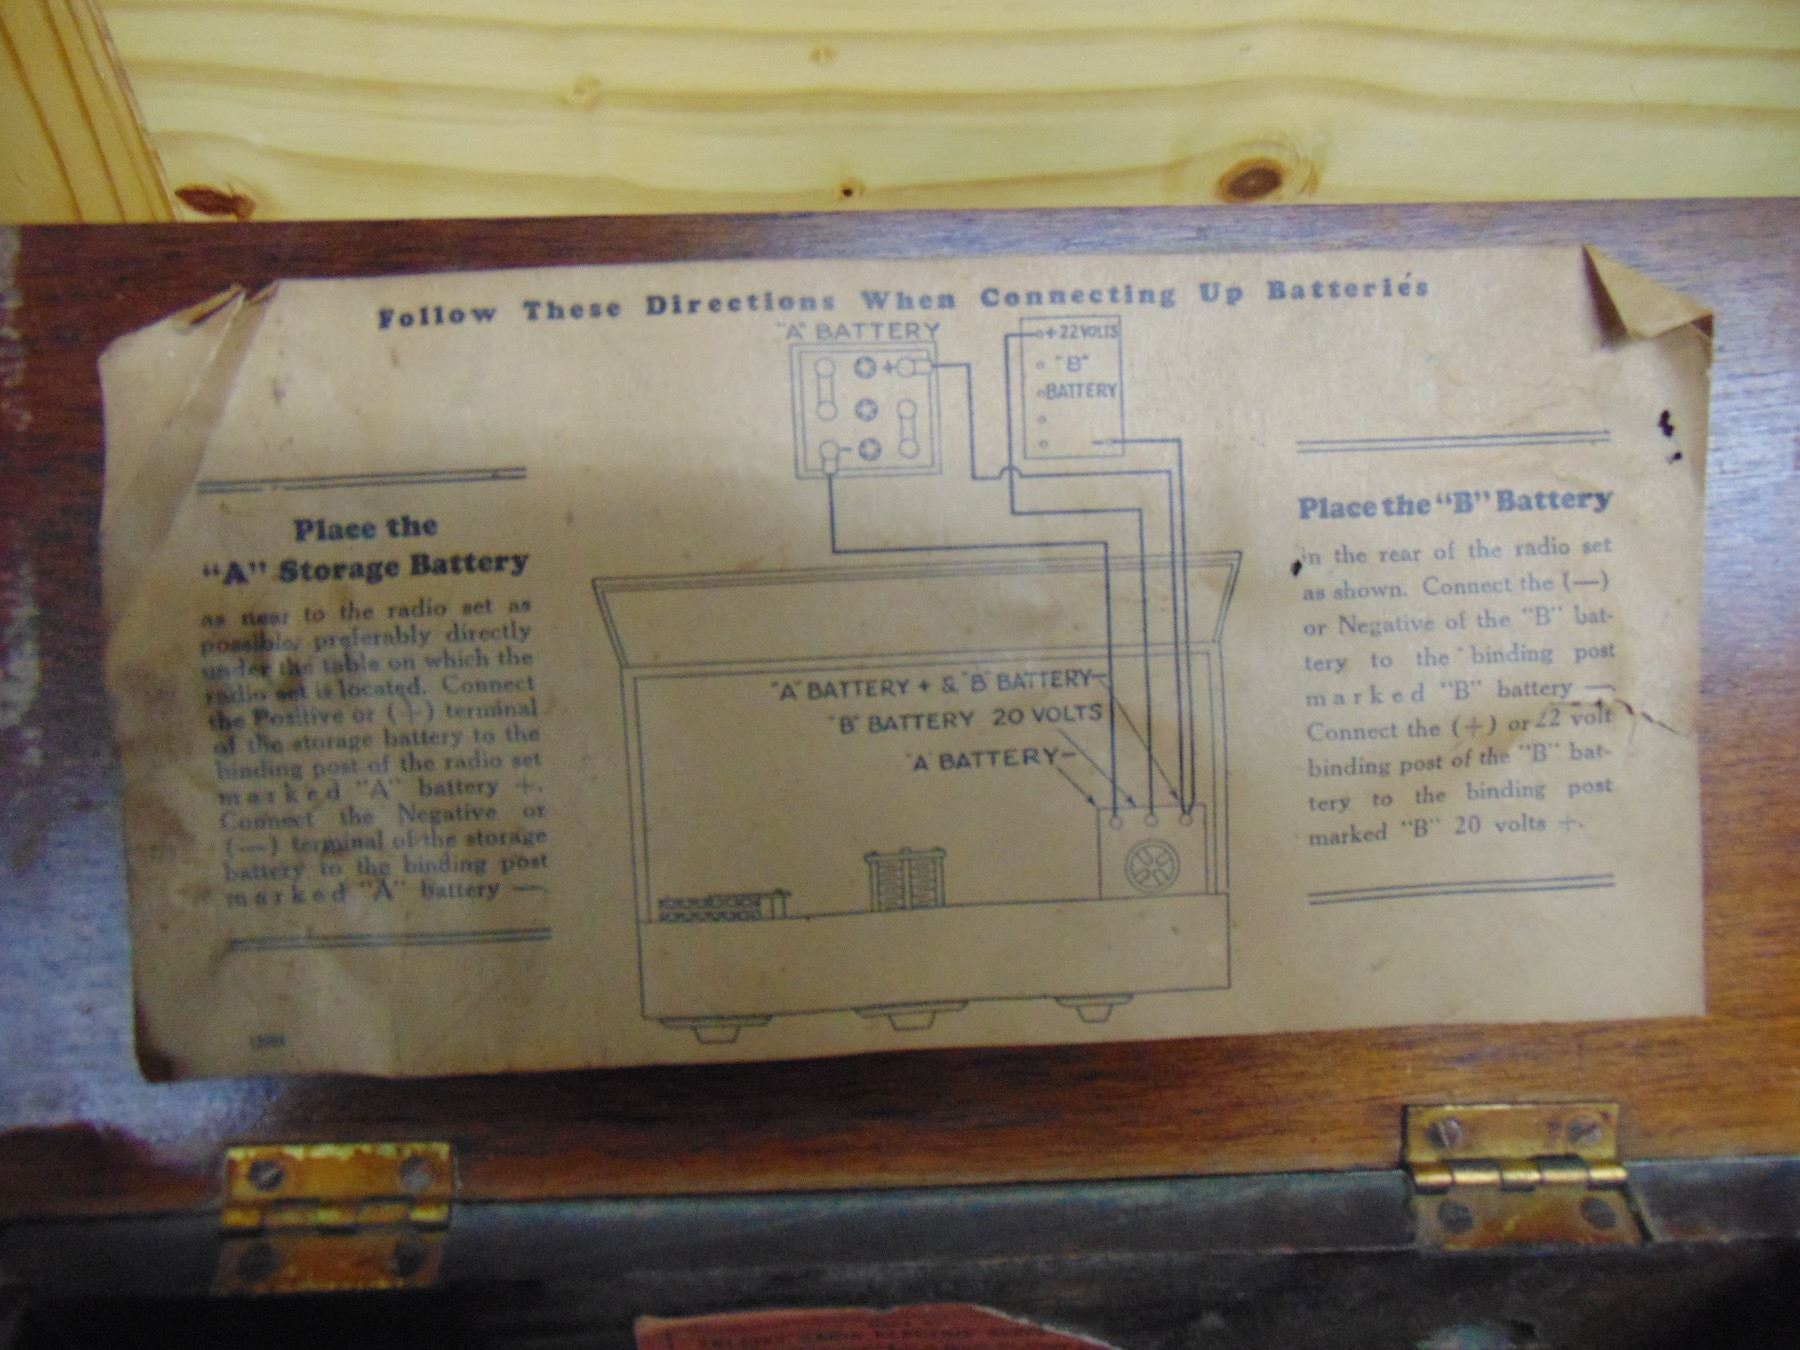 Follow These Directions When Connecting Up Batteries
"A" BATTERY
+ 22 VOLTS
"B"
BATTERY
+
-
-
Place the
"A" Storage Battery
as near to the radio set as
possible, preferably directly
under the table on which the
radio set is located. Connect
the Positive or (+) terminal
of the storage battery to the
binding post of the radio set
marked "A" battery +.
Connect the Negative or
(—) terminal of the storage
battery to the binding post
marked "A" battery —.
"A" BATTERY + & "B" BATTERY-
"B" BATTERY 20 VOLTS
"A" BATTERY-
Place the "B" Battery
in the rear of the radio set
as shown. Connect the (—)
or Negative of the "B" bat-
tery to the binding post
marked "B" battery —.
Connect the (+) or 22 volt
binding post of the "B" bat-
tery to the binding post
marked "B" 20 volts +.